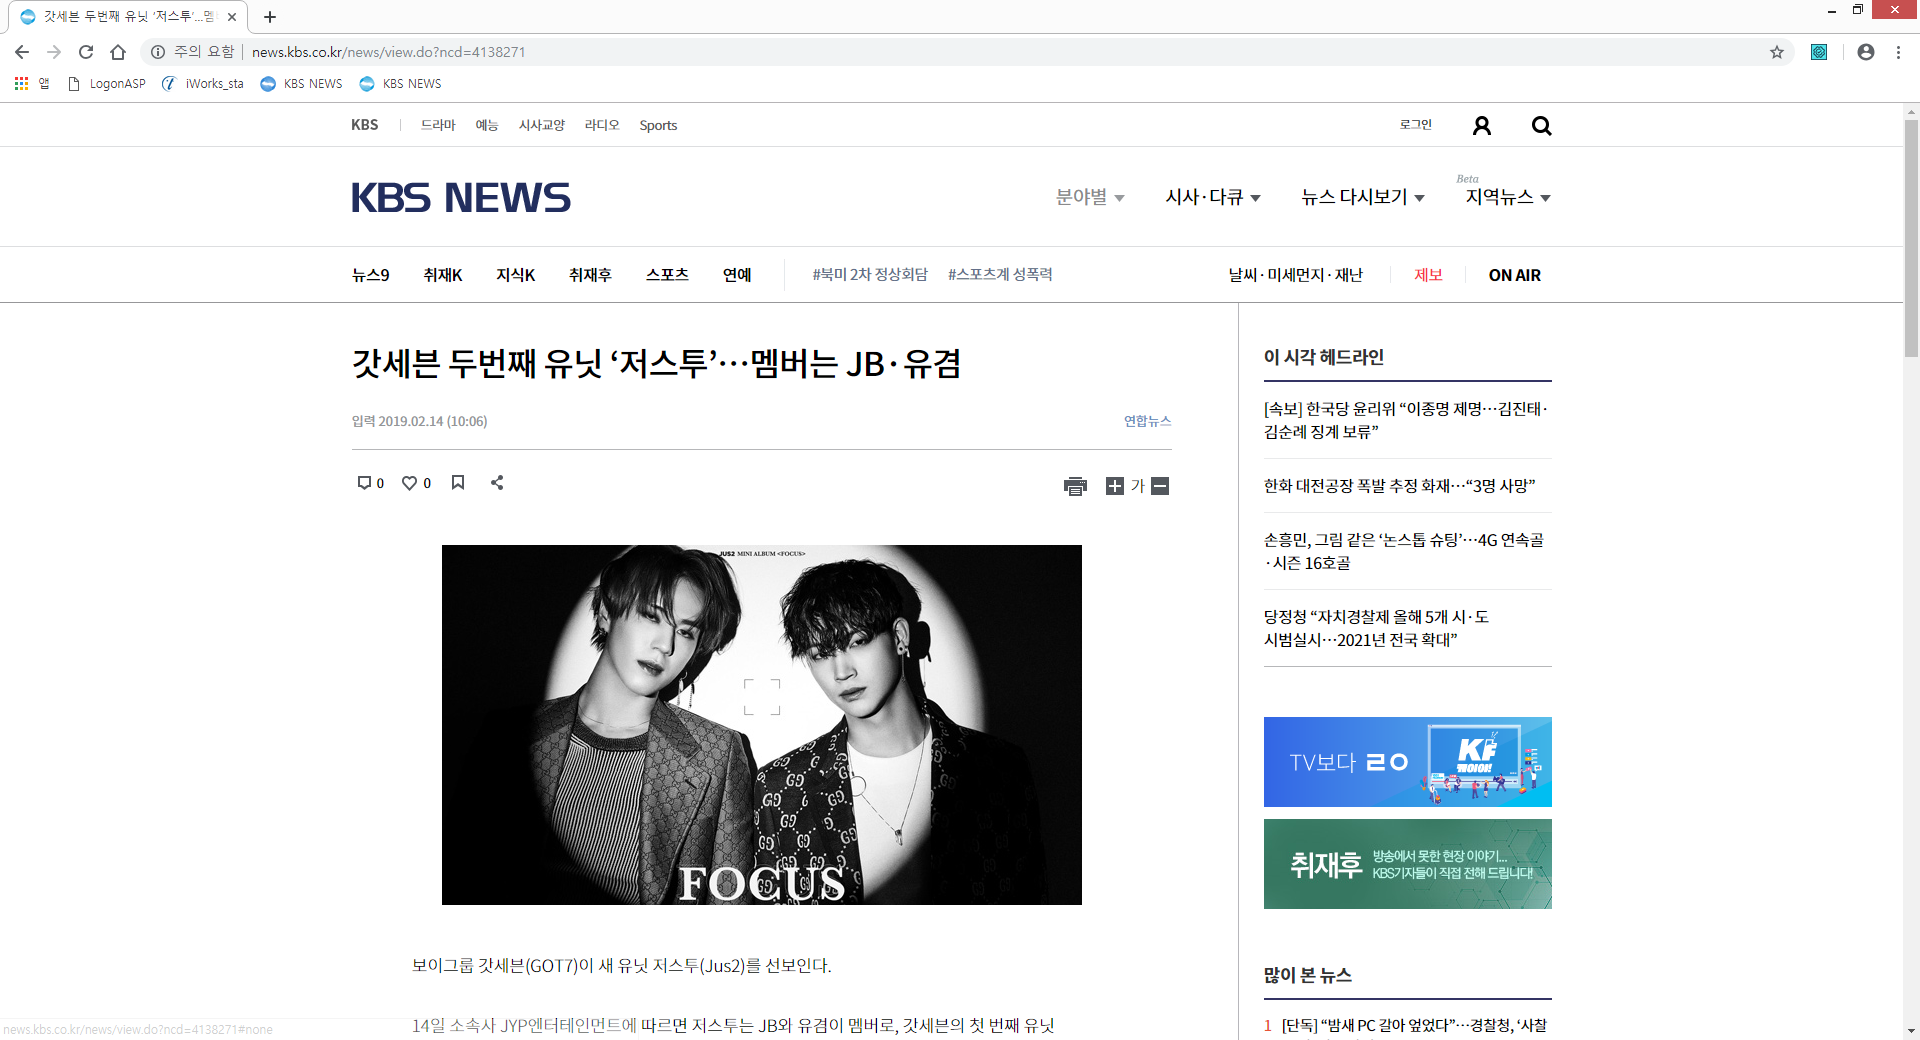 갓세븐 두번째 유닛 ‘저스투’…멤
주의 요함 news.kbs.co.kr/news/view.do?ncd=4138271
앱 LogonASP iWorks_sta KBS NEWS KBS NEWS
KBS 드라마 예능 시사교양 라디오 Sports 로그인
KBS NEWS
분야별 시사·다큐 뉴스 다시보기 Beta 지역뉴스
뉴스9 취재K 지식K 취재후 스포츠 연예 #북미 2차 정상회담 #스포츠계 성폭력 날씨·미세먼지·재난 제보 ON AIR
갓세븐 두번째 유닛 ‘저스투’…멤버는 JB·유겸
입력 2019.02.14 (10:06) 연합뉴스
0 0 가
JUS2 MINI ALBUM <FOCUS>
FOCUS
보이그룹 갓세븐(GOT7)이 새 유닛 저스투(Jus2)를 선보인다.
14일 소속사 JYP엔터테인먼트에 따르면 저스투는 JB와 유겸이 멤버로, 갓세븐의 첫 번째 유닛
이 시각 헤드라인
[속보] 한국당 윤리위 “이종명 제명…김진태·
김순례 징계 보류”
한화 대전공장 폭발 추정 화재…“3명 사망”
손흥민, 그림 같은 ‘논스톱 슈팅’…4G 연속골
·시즌 16호골
당정청 “자치경찰제 올해 5개 시·도
시범실시…2021년 전국 확대”
TV보다 ㄹㅇ
KF
케이야!
취재후
방송에서 못한 현장 이야기...
KBS기자들이 직접 전해 드립니다!
많이 본 뉴스
1 [단독] “밤새 PC 갈아 엎었다”…경찰청, ‘사찰
news.kbs.co.kr/news/view.do?ncd=4138271#none